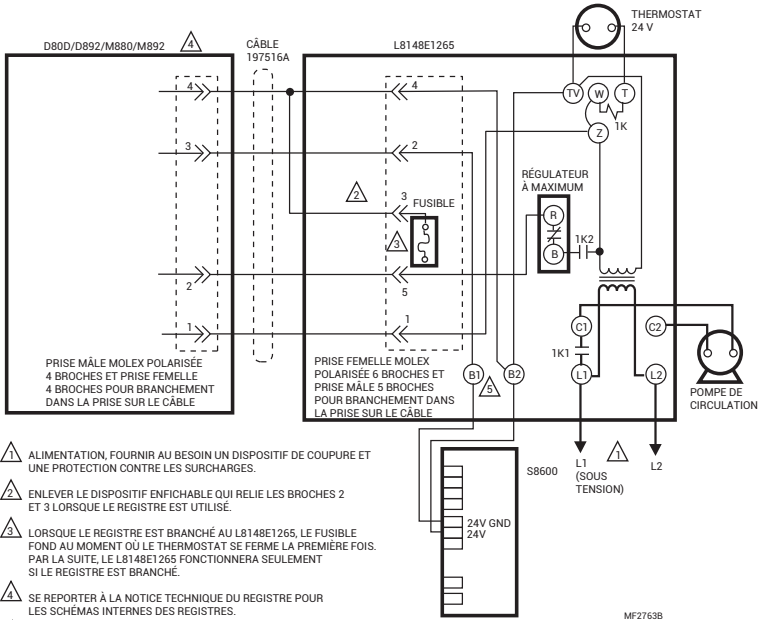 THERMOSTAT
24 V
D80D/D892/M880/M892
4
CÂBLE
197516A
L8148E1265
TV
W
T
1K
Z
4
4
3
2
2
3
FUSIBLE
3
RÉGULATEUR
À MAXIMUM
R
B
1K2
2
5
1
1
C1
C2
1K1
L1
L2
B1
B2
5
POMPE DE
CIRCULATION
PRISE MÂLE MOLEX POLARISÉE
4 BROCHES ET PRISE FEMELLE
4 BROCHES POUR BRANCHEMENT
DANS LA PRISE SUR LE CÂBLE
PRISE FEMELLE MOLEX
POLARISÉE 6 BROCHES ET
PRISE MÂLE 5 BROCHES
POUR BRANCHEMENT DANS
LA PRISE SUR LE CÂBLE
L1
(SOUS
TENSION)
1
L2
S8600
24V GND
24V
1 ALIMENTATION, FOURNIR AU BESOIN UN DISPOSITIF DE COUPURE ET
UNE PROTECTION CONTRE LES SURCHARGES.
2 ENLEVER LE DISPOSITIF ENFICHABLE QUI RELIE LES BROCHES 2
ET 3 LORSQUE LE REGISTRE EST UTILISÉ.
3 LORSQUE LE REGISTRE EST BRANCHÉ AU L8148E1265, LE FUSIBLE
FOND AU MOMENT OÙ LE THERMOSTAT SE FERME LA PREMIÈRE FOIS.
PAR LA SUITE, LE L8148E1265 FONCTIONNERA SEULEMENT
SI LE REGISTRE EST BRANCHÉ.
4 SE REPORTER À LA NOTICE TECHNIQUE DU REGISTRE POUR
LES SCHÉMAS INTERNES DES REGISTRES.
MF2763B